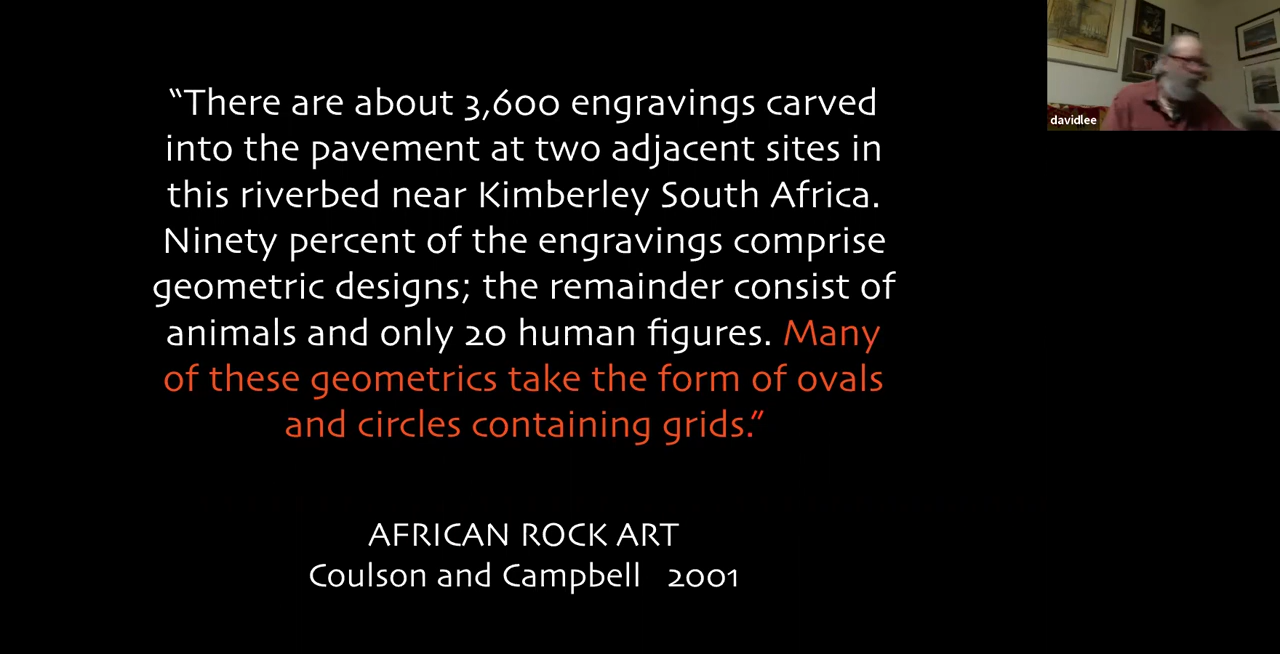 “There are about 3,600 engravings carved
into the pavement at two adjacent sites in
this riverbed near Kimberley South Africa.
Ninety percent of the engravings comprise
geometric designs; the remainder consist of
animals and only 20 human figures. Many
of these geometrics take the form of ovals
and circles containing grids.”
AFRICAN ROCK ART
Coulson and Campbell 2001
davidlee